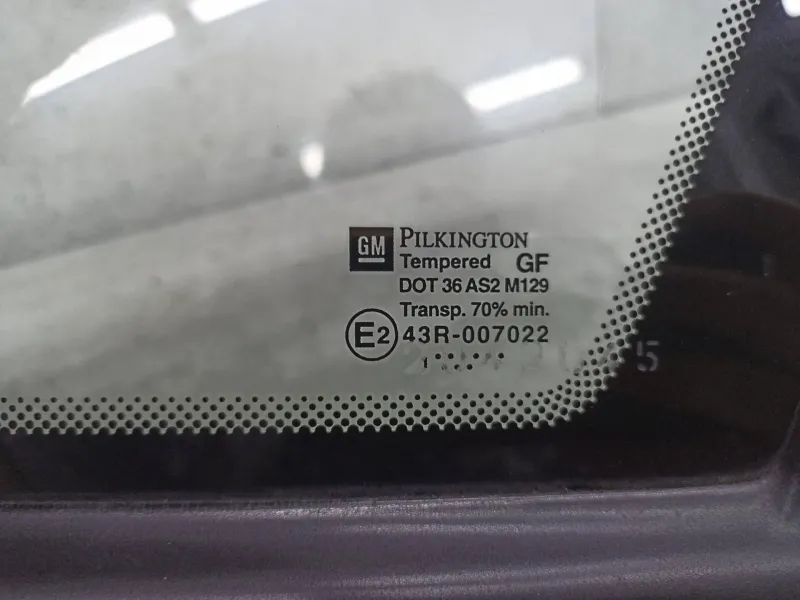 GM
PILKINGTON
Tempered GF
DOT 36 AS2 M129
Transp. 70% min.
E2 43R-007022